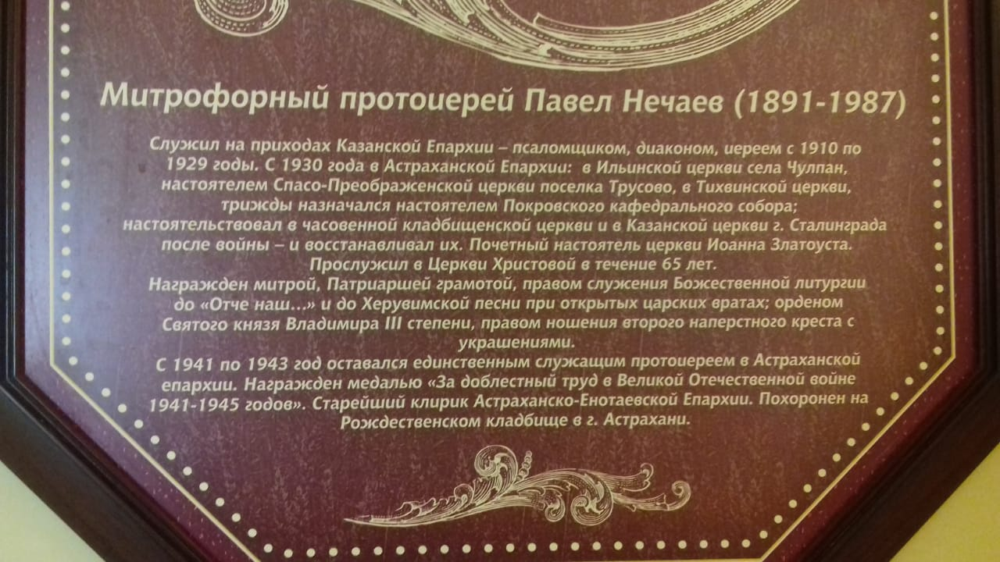 Митрофорный протоиерей Павел Нечаев (1891-1987)
Служил на приходах Казанской Епархии – псаломщиком, диаконом, иереем с 1910 по
1929 годы. С 1930 года в Астраханской Епархии: в Ильинской церкви села Чулпан,
настоятелем Спасо-Преображенской церкви поселка Трусово, в Тихвинской церкви,
трижды назначался настоятелем Покровского кафедрального собора;
настоятельствовал в часовенной кладбищенской церкви и в Казанской церкви г. Сталинграда
после войны – и восстанавливал их. Почетный настоятель церкви Иоанна Златоуста.
Прослужил в Церкви Христовой в течение 65 лет.
Награжден митрой, Патриаршей грамотой, правом служения Божественной литургии
до «Отче наш...» и до Херувимской песни при открытых царских вратах; орденом
Святого князя Владимира III степени, правом ношения второго наперстного креста с
украшениями.
С 1941 по 1943 год оставался единственным служащим протоиереем в Астраханской
епархии. Награжден медалью «За доблестный труд в Великой Отечественной войне
1941-1945 годов». Старейший клирик Астраханско-Енотаевской Епархии. Похоронен на
Рождественском кладбище в г. Астрахани.